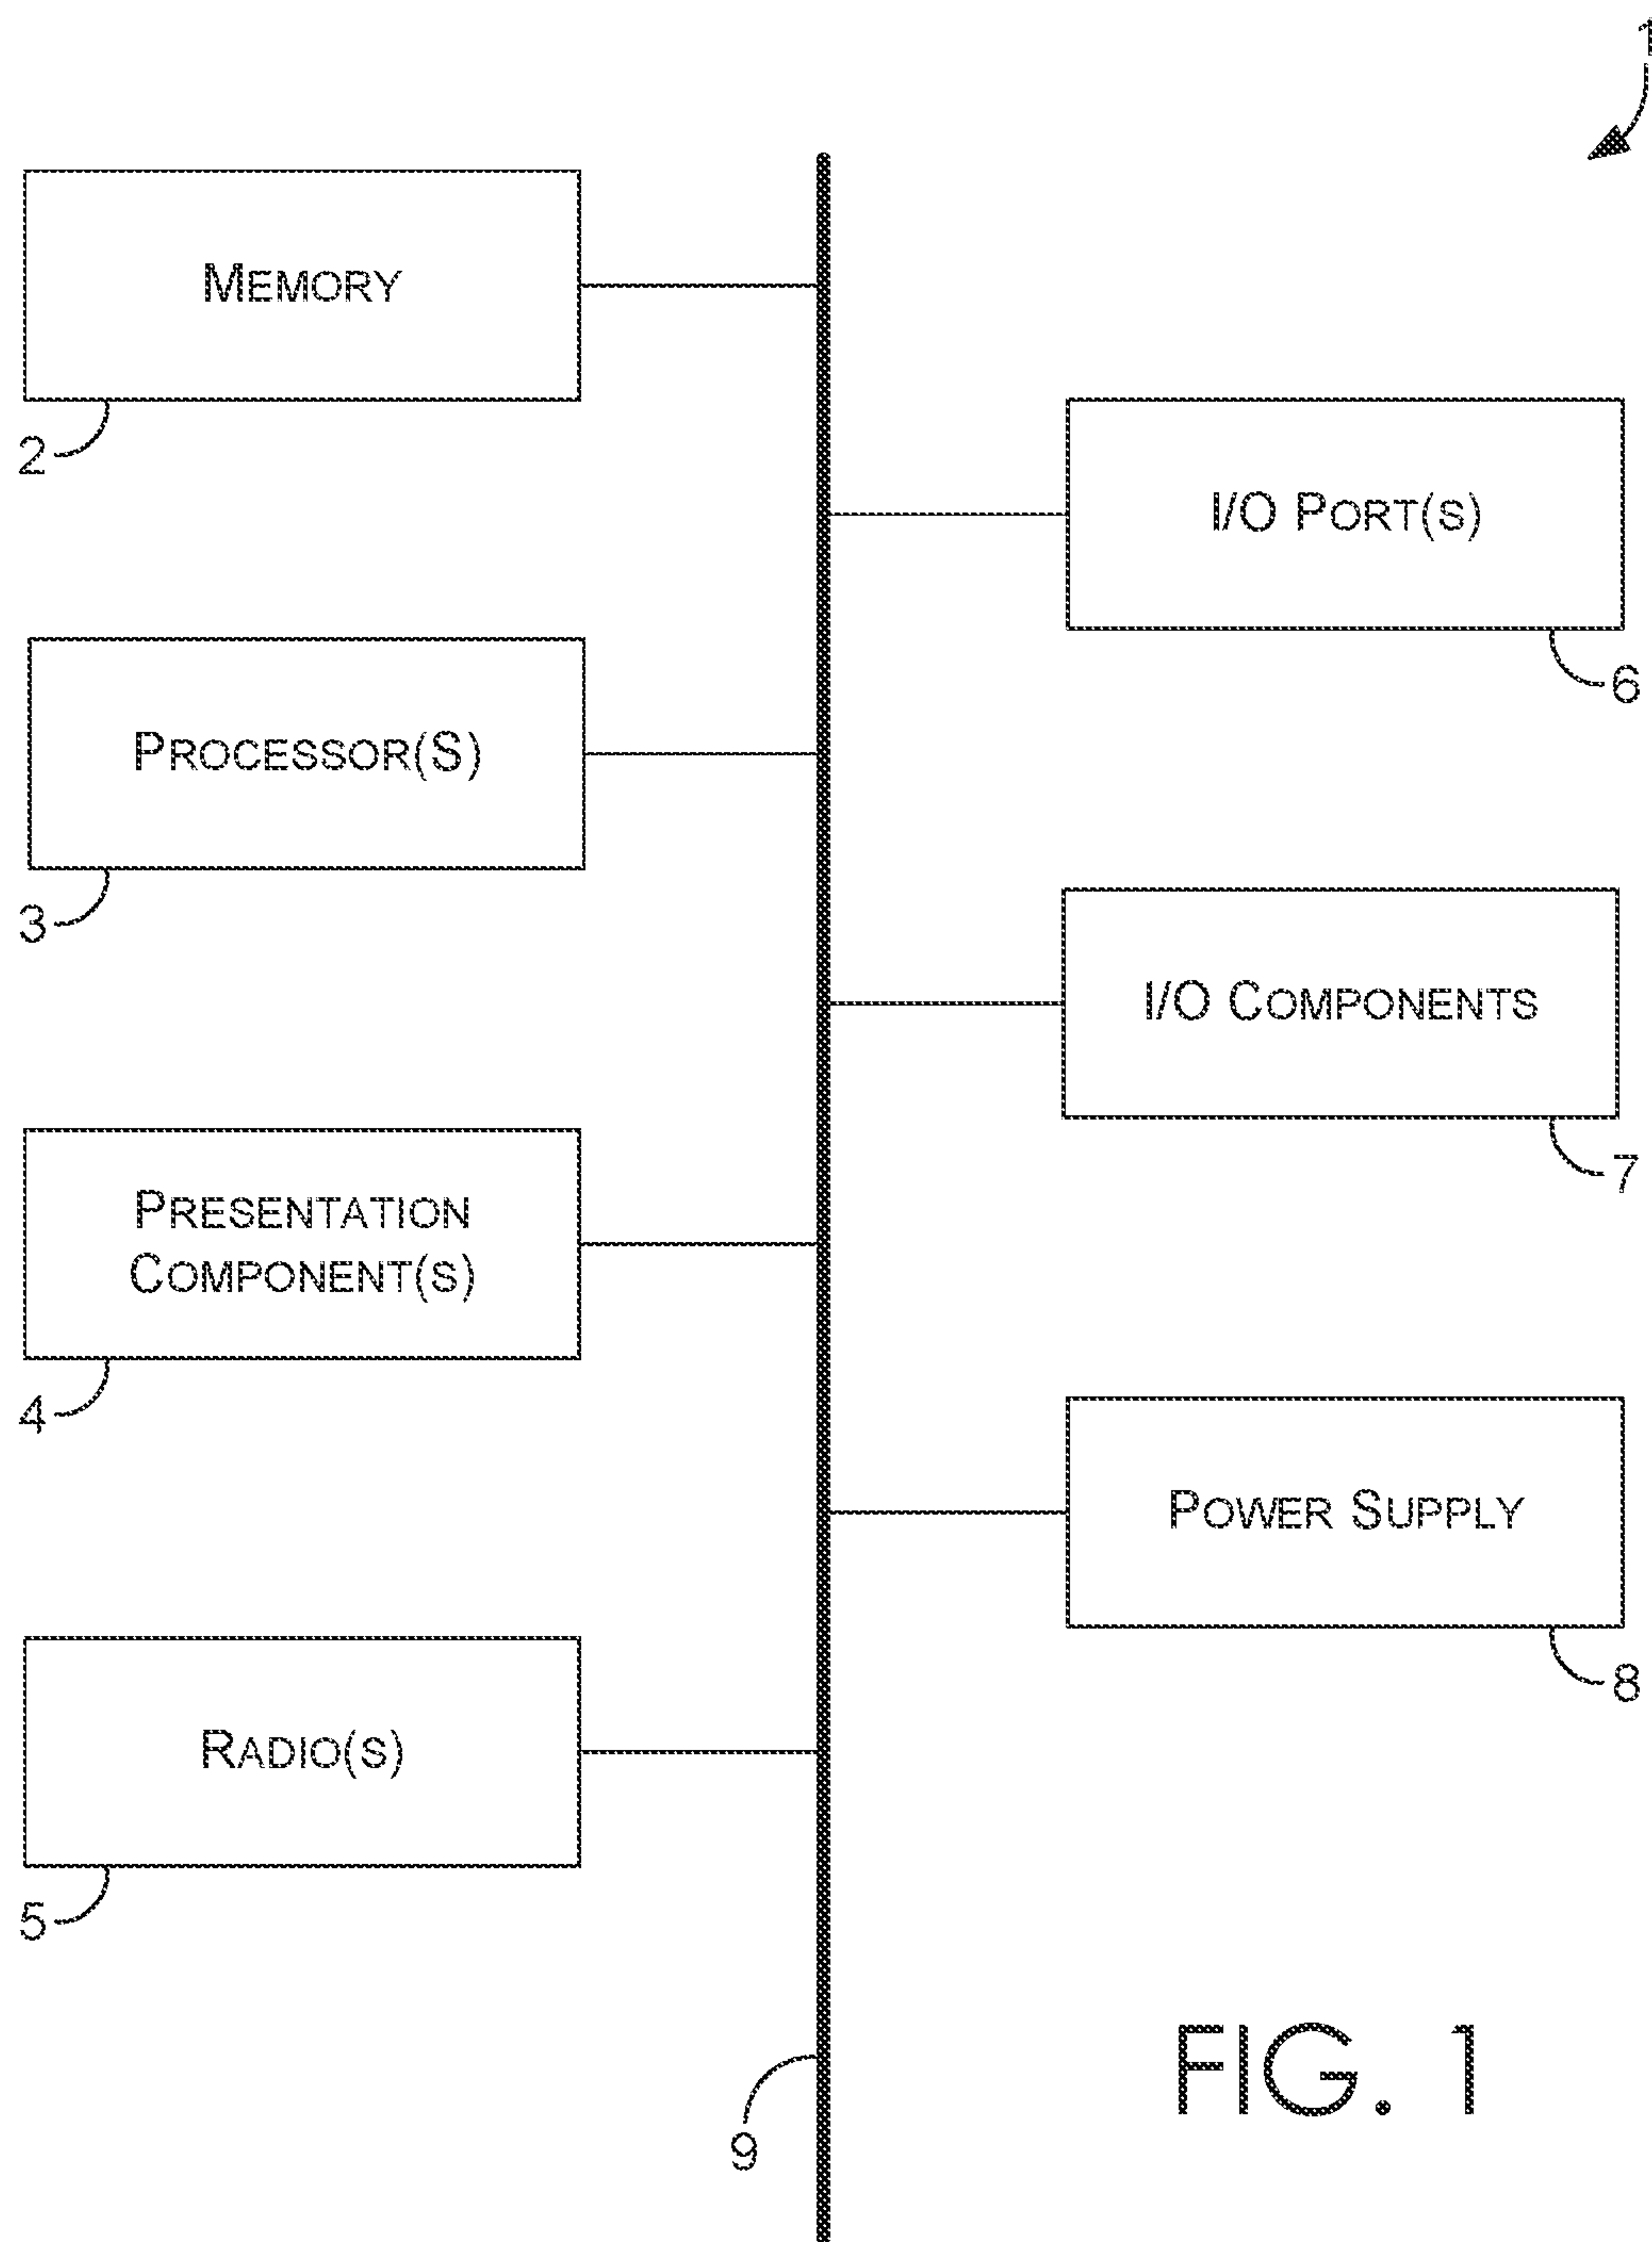 1
MEMORY
2
I/O PORT(S)
6
PROCESSOR(S)
3
I/O COMPONENTS
7
PRESENTATION
COMPONENT(S)
4
POWER SUPPLY
8
RADIO(S)
5
9
FIG. 1